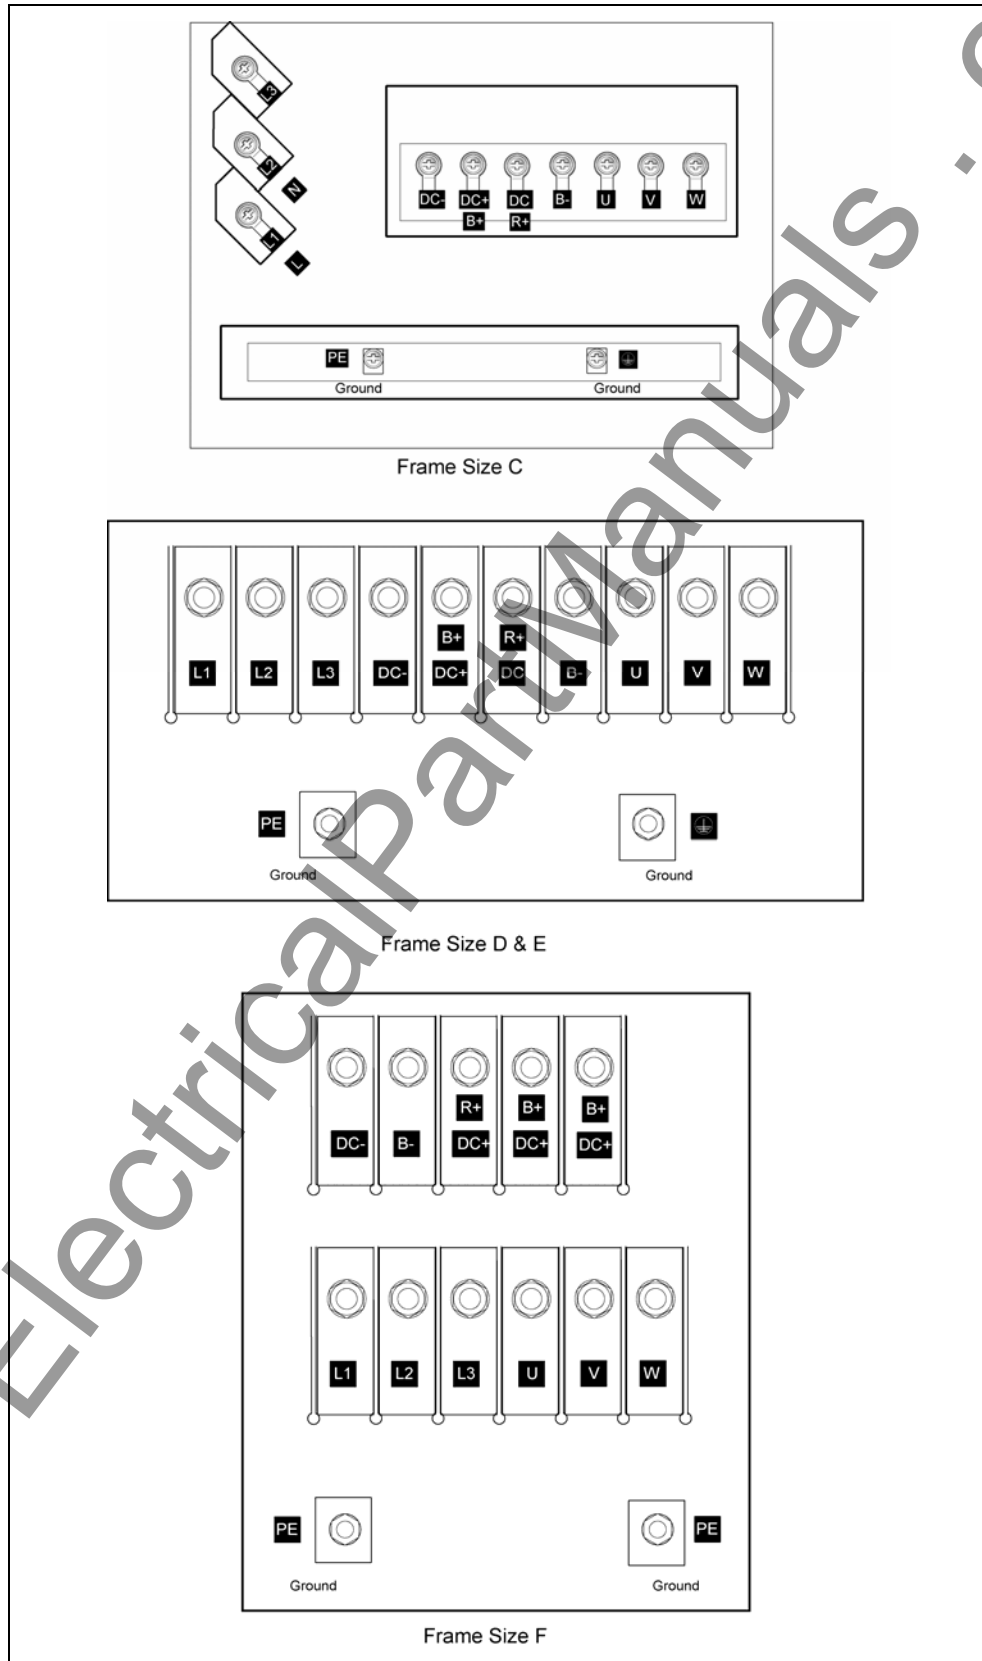 L3
L2
N
L1
L
DC- DC+ DC B- U V W
B+ R+
PE
Ground Ground
Frame Size C
B+ R+
L1 L2 L3 DC- DC+ DC B- U V W
PE
Ground Ground
Frame Size D & E
R+ B+ B+
DC- B- DC+ DC+ DC+
L1 L2 L3 U V W
PE PE
Ground Ground
Frame Size F
ElectricalPartManuals .